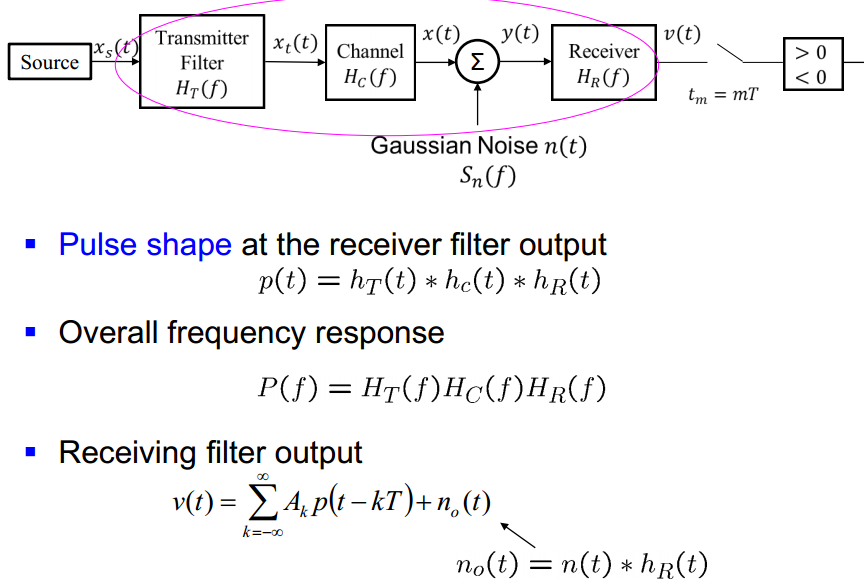 Source
x_s(t)
Transmitter
Filter
H_T(f)
x_t(t)
Channel
H_C(f)
x(t)
Σ
y(t)
Receiver
H_R(f)
v(t)
t_m = mT
> 0
< 0
Gaussian Noise n(t)
S_n(f)
▪ Pulse shape at the receiver filter output
p(t) = h_T(t) ∗ h_c(t) ∗ h_R(t)
▪ Overall frequency response
P(f) = H_T(f)H_C(f)H_R(f)
▪ Receiving filter output
v(t) = ∑_{k=-∞}^{∞} A_k p(t − kT) + n_o(t)
n_o(t) = n(t) ∗ h_R(t)